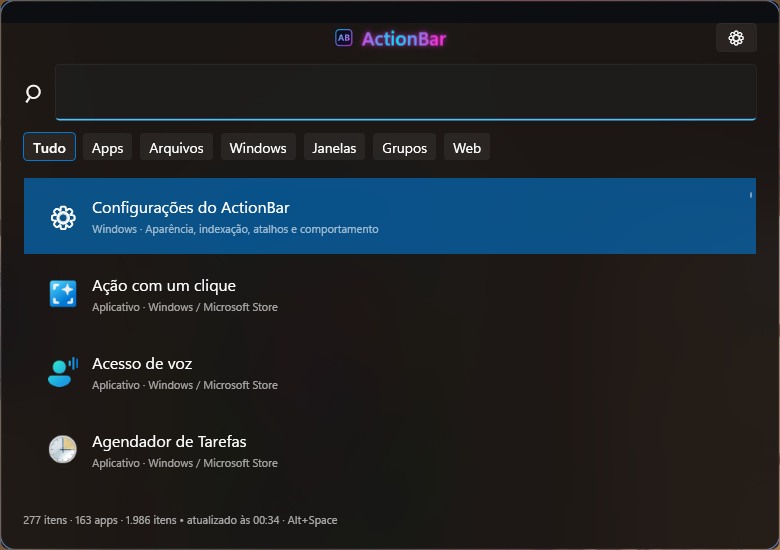 AB ActionBar
Tudo Apps Arquivos Windows Janelas Grupos Web
Configurações do ActionBar
Windows · Aparência, indexação, atalhos e comportamento
Ação com um clique
Aplicativo · Windows / Microsoft Store
Acesso de voz
Aplicativo · Windows / Microsoft Store
Agendador de Tarefas
Aplicativo · Windows / Microsoft Store
277 itens · 163 apps · 1.986 itens • atualizado às 00:34 · Alt+Space